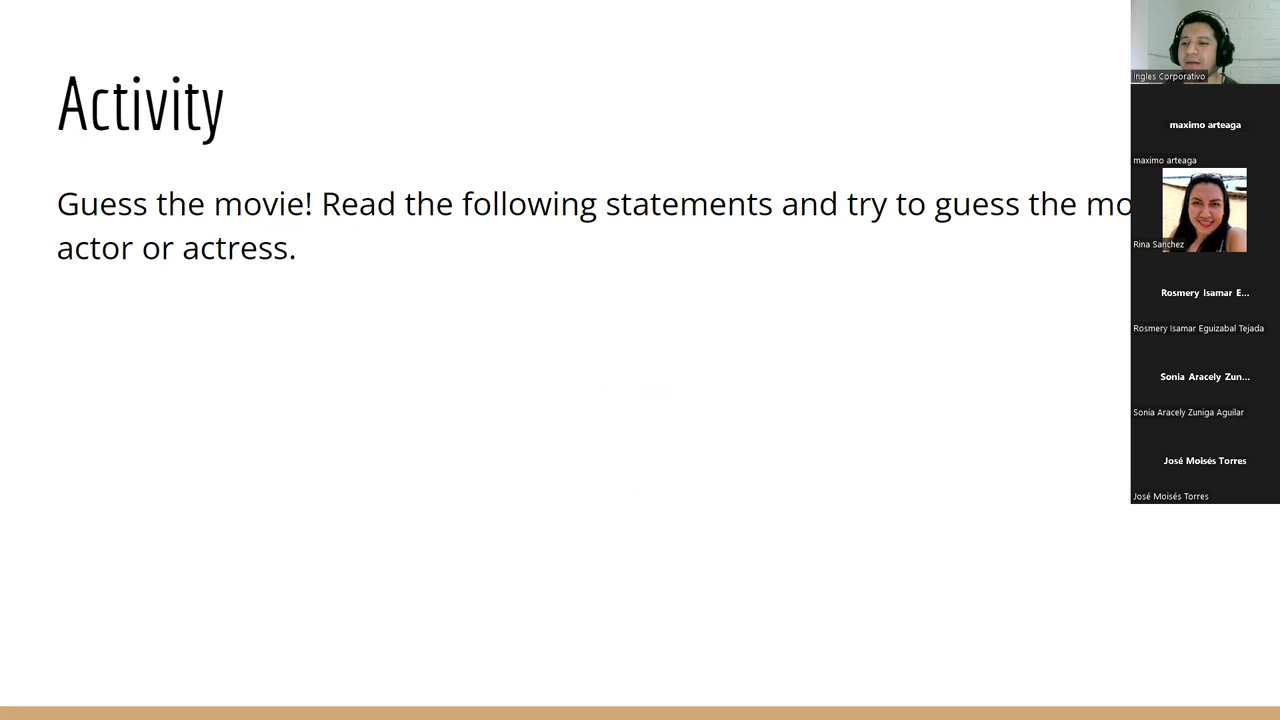 Activity
Guess the movie! Read the following statements and try to guess the mo
actor or actress.
Ingles Corporativo
maximo arteaga
maximo arteaga
Rina Sanchez
Rosmery Isamar E...
Rosmery Isamar Eguizabal Tejada
Sonia Aracely Zun...
Sonia Aracely Zuniga Aguilar
José Moisés Torres
José Moisés Torres